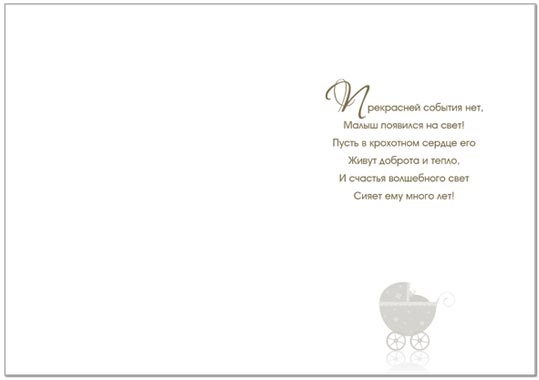 Прекрасней события нет,
Малыш появился на свет!
Пусть в крохотном сердце его
Живут доброта и тепло,
И счастья волшебного свет
Сияет ему много лет!